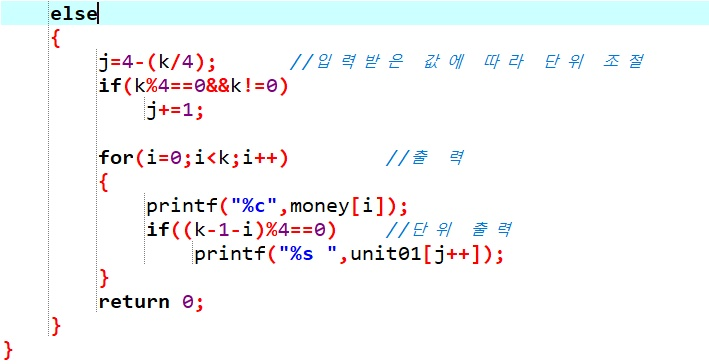 else
{
j=4-(k/4); //입력받은 값에 따라 단위 조절
if(k%4==0&&k!=0)
j+=1;
for(i=0;i<k;i++) //출력
{
printf("%c",money[i]);
if((k-1-i)%4==0) //단위 출력
printf("%s ",unit01[j++]);
}
return 0;
}
}